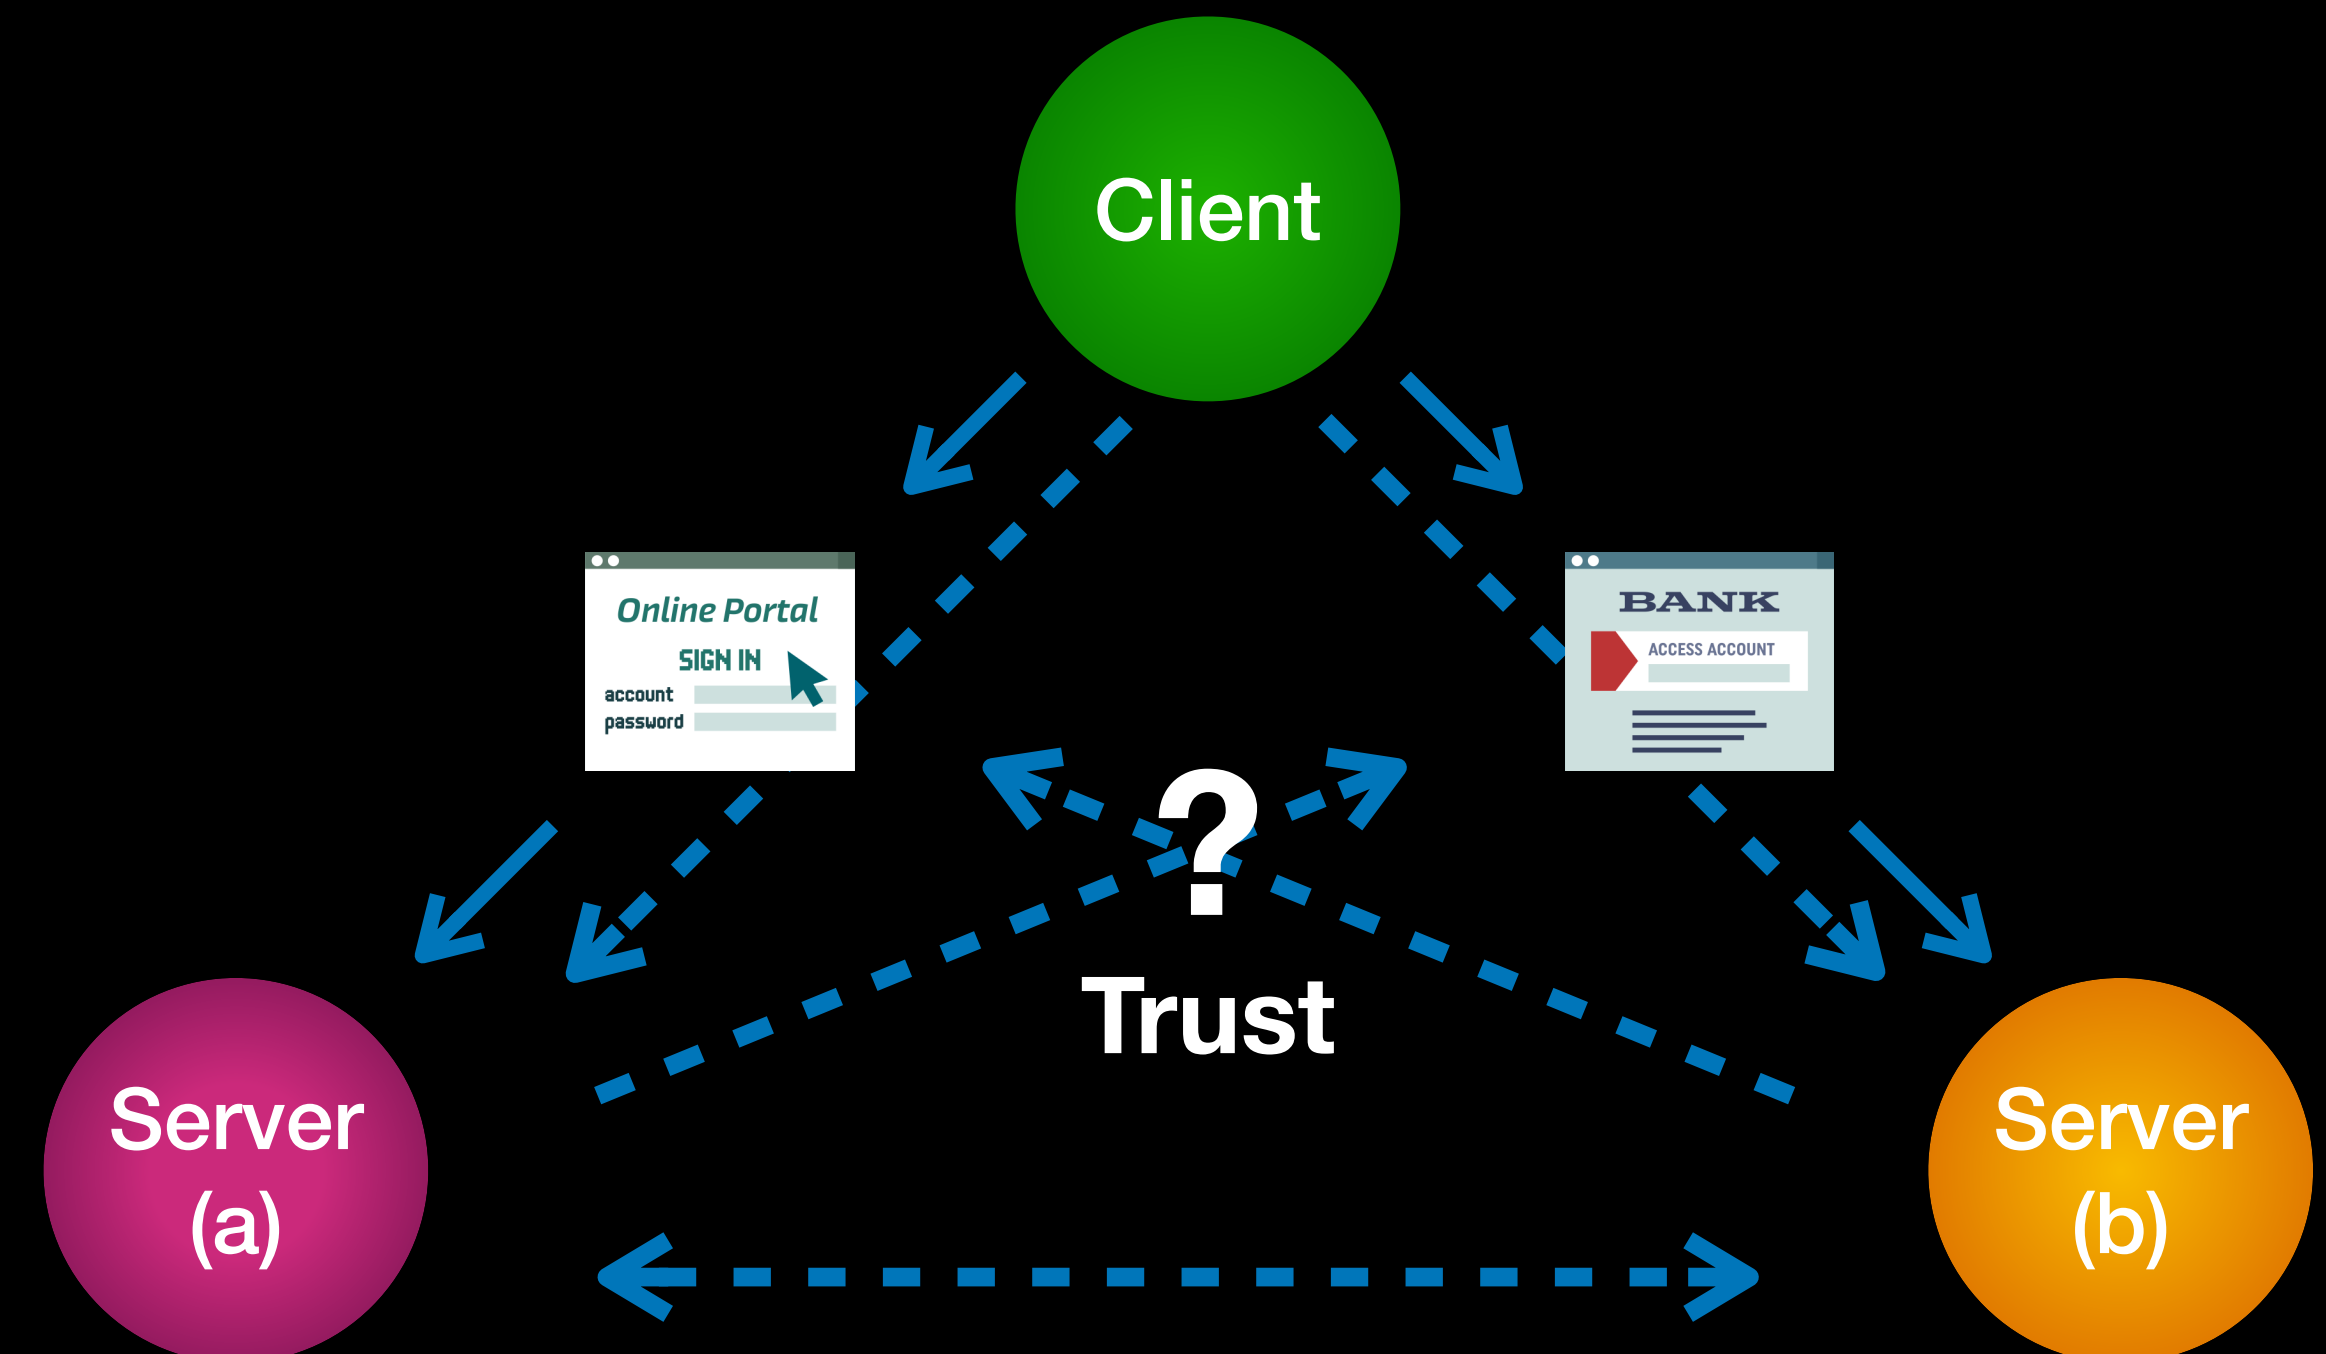 Client
Online Portal
SIGN IN
account
password
BANK
ACCESS ACCOUNT
?
Trust
Server
(a)
Server
(b)